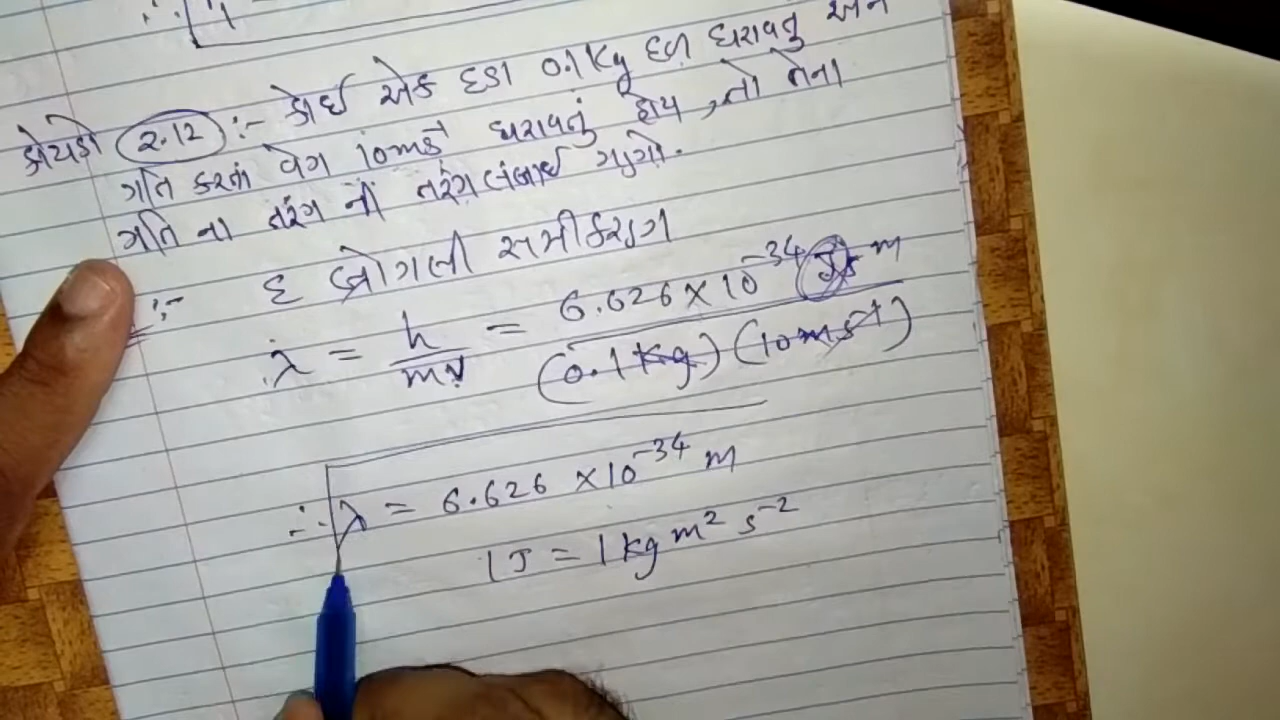 કોયડો 2.12 :- કોઈ એક દડા 0.1 Kg દળ ધરાવતુ અને
ગતિ કરતાં વેગ 10ms⁻¹ ધરાવતું હોય, તો તેના
ગતિ ના તરંગ ની તરંગલંબાઈ ગણો.
:- દ બ્રોગલી સમીકરણ
λ = h/mv = 6.626 × 10⁻³⁴ Js m / (0.1 kg) (10 ms⁻¹)
∴ λ = 6.626 × 10⁻³⁴ m
1 J = 1 kg m² s⁻²